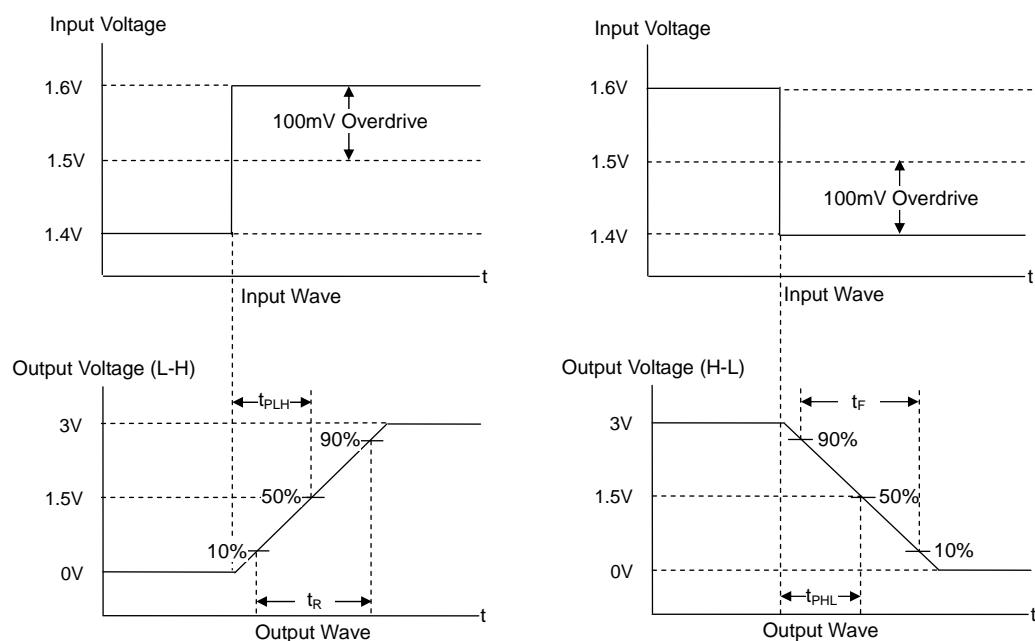 Input Voltage
1.6V
100mV Overdrive
1.5V
1.4V
t
Input Wave
Input Voltage
1.6V
1.5V
100mV Overdrive
1.4V
t
Input Wave
Output Voltage (L-H)
tPLH
3V
90%
1.5V
50%
10%
0V
tR
t
Output Wave
Output Voltage (H-L)
tF
3V
90%
1.5V
50%
10%
0V
tPHL
t
Output Wave